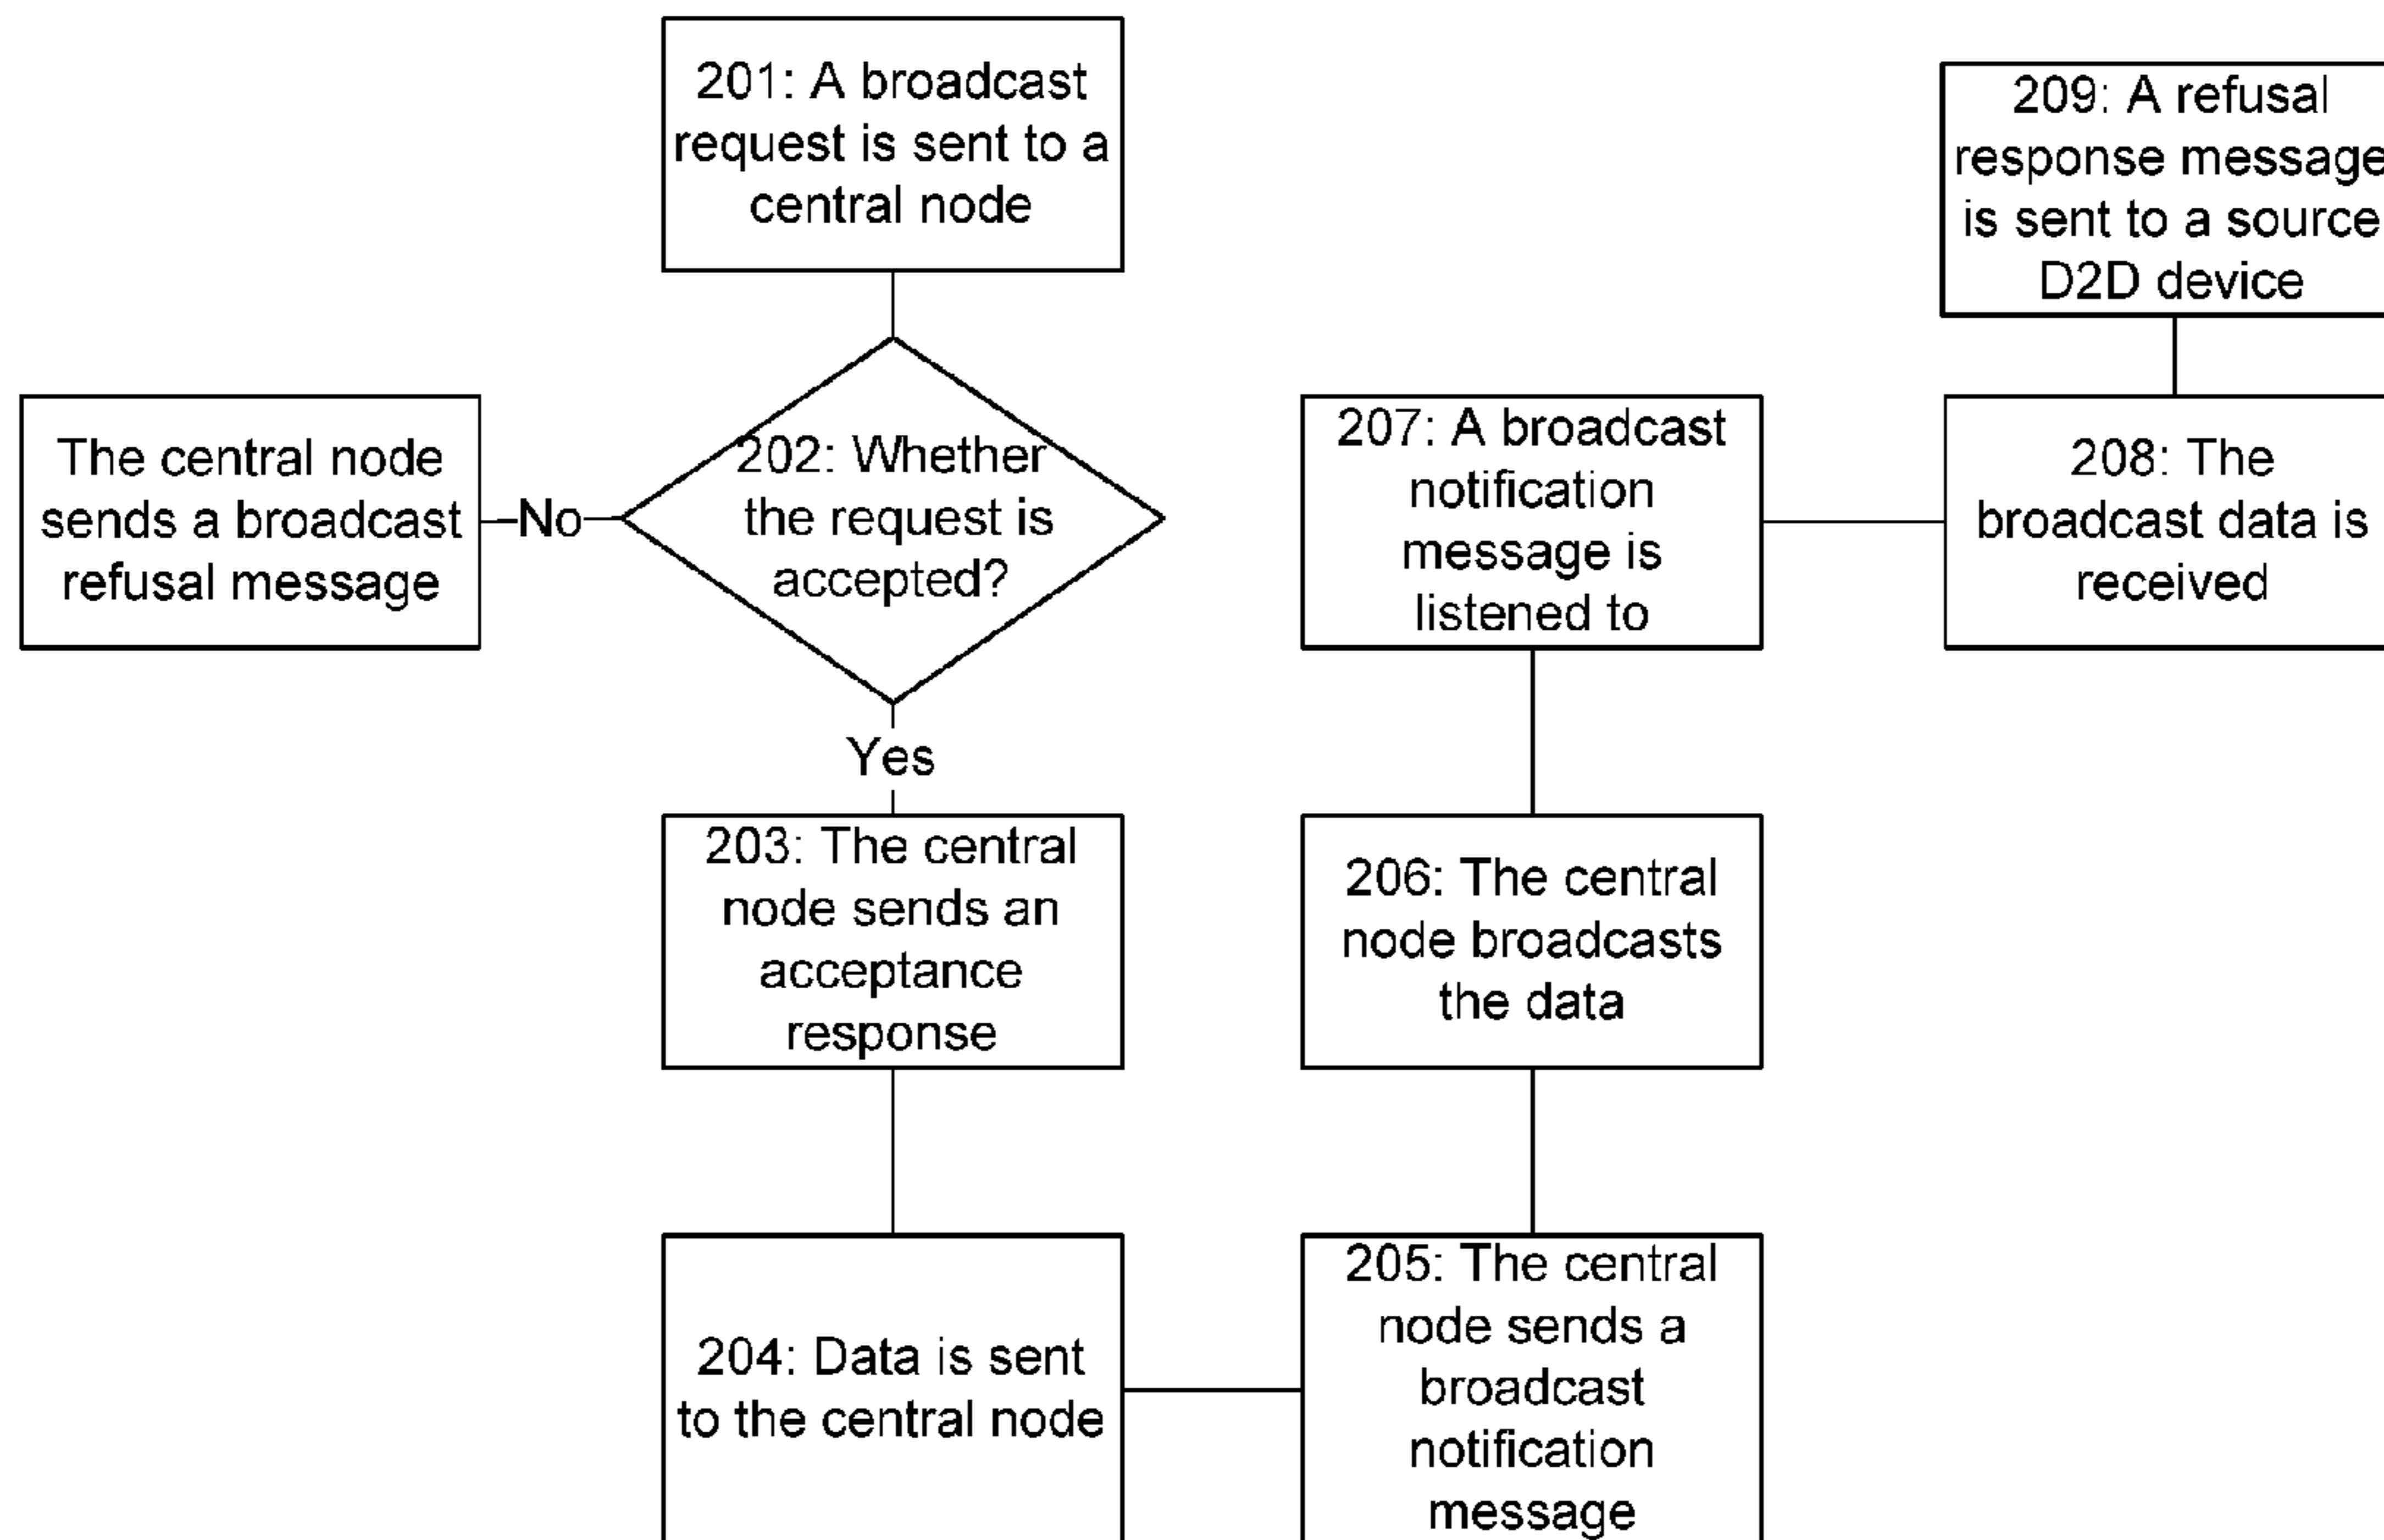 201: A broadcast
request is sent to a
central node
202: Whether
the request is
accepted?
No
The central node
sends a broadcast
refusal message
Yes
203: The central
node sends an
acceptance
response
204: Data is sent
to the central node
205: The central
node sends a
broadcast
notification
message
206: The central
node broadcasts
the data
207: A broadcast
notification
message is
listened to
208: The
broadcast data is
received
209: A refusal
response message
is sent to a source
D2D device